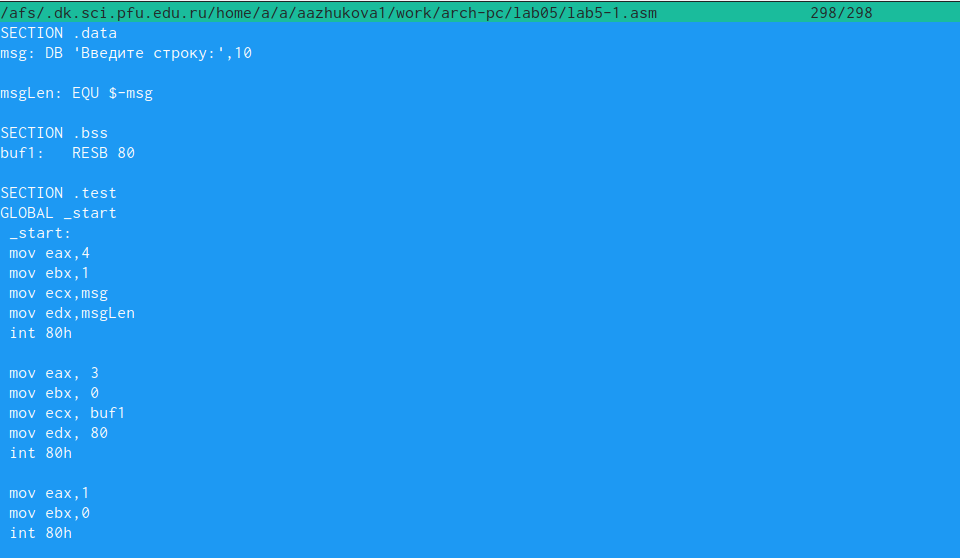 /afs/.dk.sci.pfu.edu.ru/home/a/a/aazhukova1/work/arch-pc/lab05/lab5-1.asm 298/298
SECTION .data
msg: DB 'Введите строку:',10
msgLen: EQU $-msg
SECTION .bss
buf1: RESB 80
SECTION .test
GLOBAL _start
_start:
mov eax,4
mov ebx,1
mov ecx,msg
mov edx,msgLen
int 80h
mov eax, 3
mov ebx, 0
mov ecx, buf1
mov edx, 80
int 80h
mov eax,1
mov ebx,0
int 80h